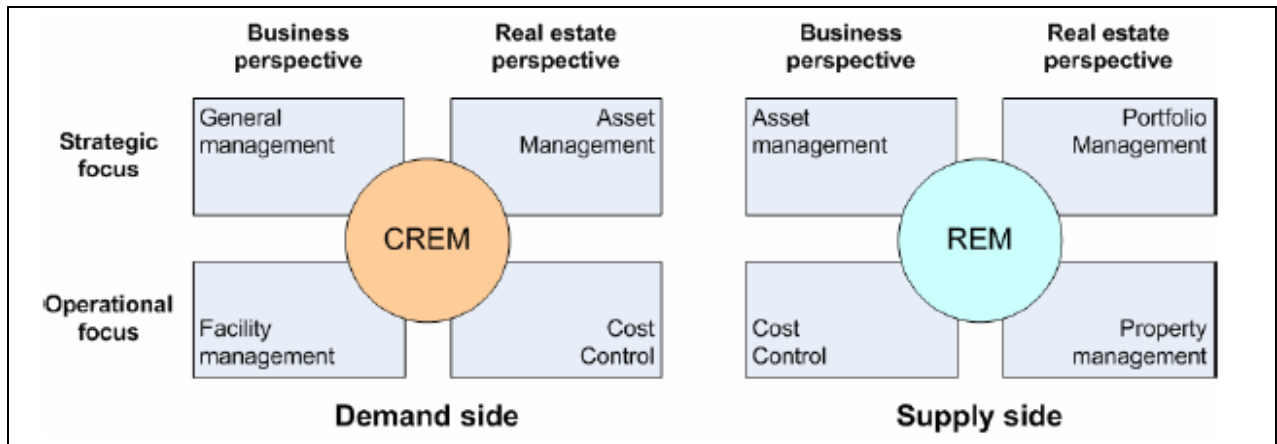 Business
perspective
Real estate
perspective
Business
perspective
Real estate
perspective
Strategic
focus
General
management
Asset
Management
Asset
management
Portfolio
Management
CREM
REM
Operational
focus
Facility
management
Cost
Control
Cost
Control
Property
management
Demand side
Supply side